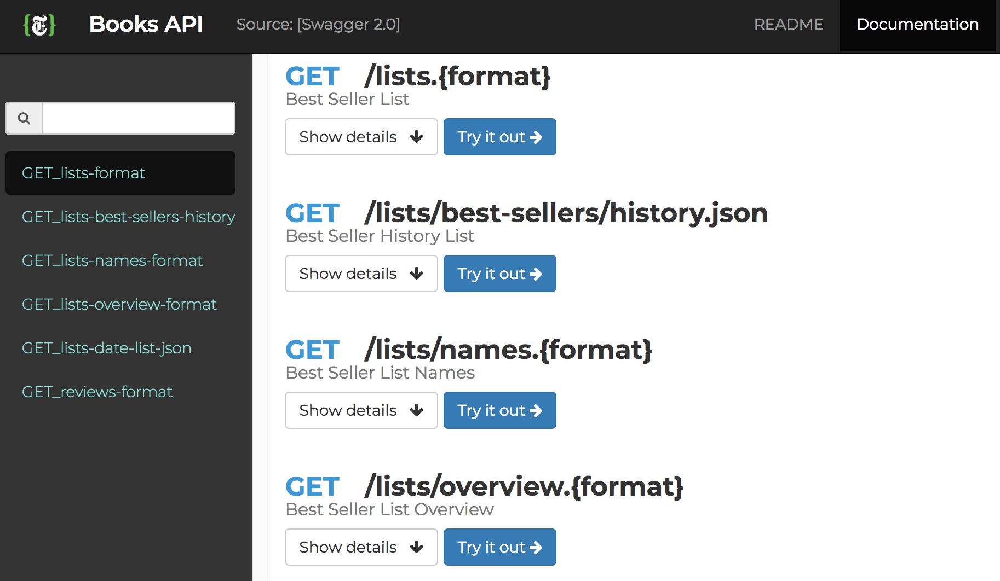 {T}
Books API
Source: [Swagger 2.0]
README
Documentation
GET_lists-format
GET_lists-best-sellers-history
GET_lists-names-format
GET_lists-overview-format
GET_lists-date-list-json
GET_reviews-format
GET /lists.{format}
Best Seller List
Show details
Try it out
GET /lists/best-sellers/history.json
Best Seller History List
Show details
Try it out
GET /lists/names.{format}
Best Seller List Names
Show details
Try it out
GET /lists/overview.{format}
Best Seller List Overview
Show details
Try it out